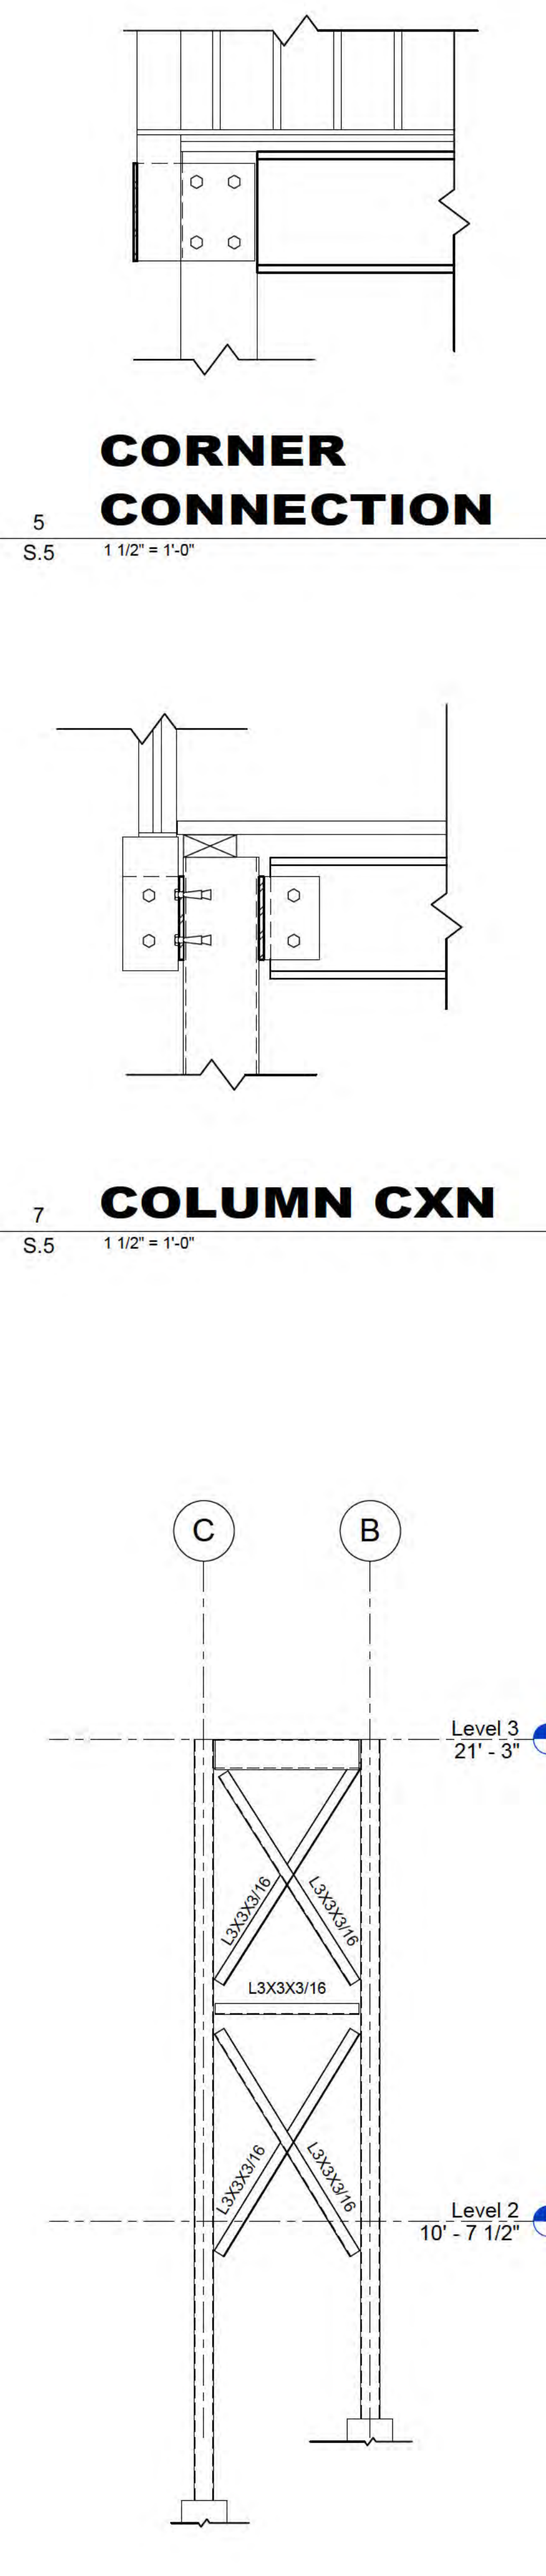 CORNER
CONNECTION
5
S.5
1 1/2" = 1'-0"
COLUMN CXN
7
S.5
1 1/2" = 1'-0"
C
B
Level 3
21' - 3"
L3X3X3/16
L3X3X3/16
L3X3X3/16
L3X3X3/16
L3X3X3/16
Level 2
10' - 7 1/2"